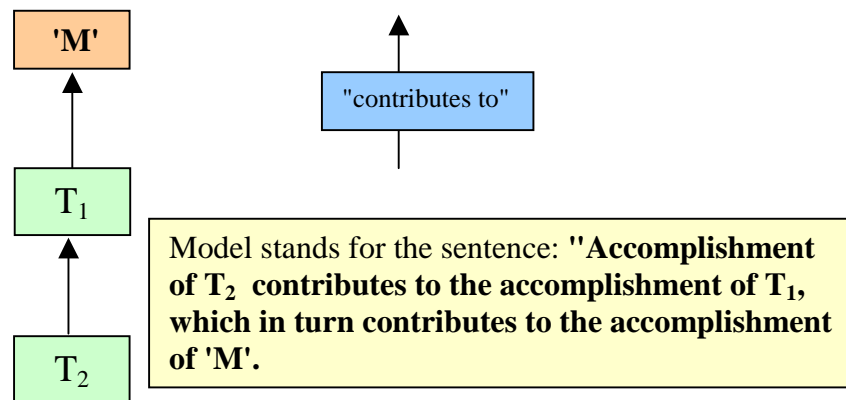 'M'
"contributes to"
T₁
Model stands for the sentence: "Accomplishment
of T₂ contributes to the accomplishment of T₁,
which in turn contributes to the accomplishment
of 'M'.
T₂